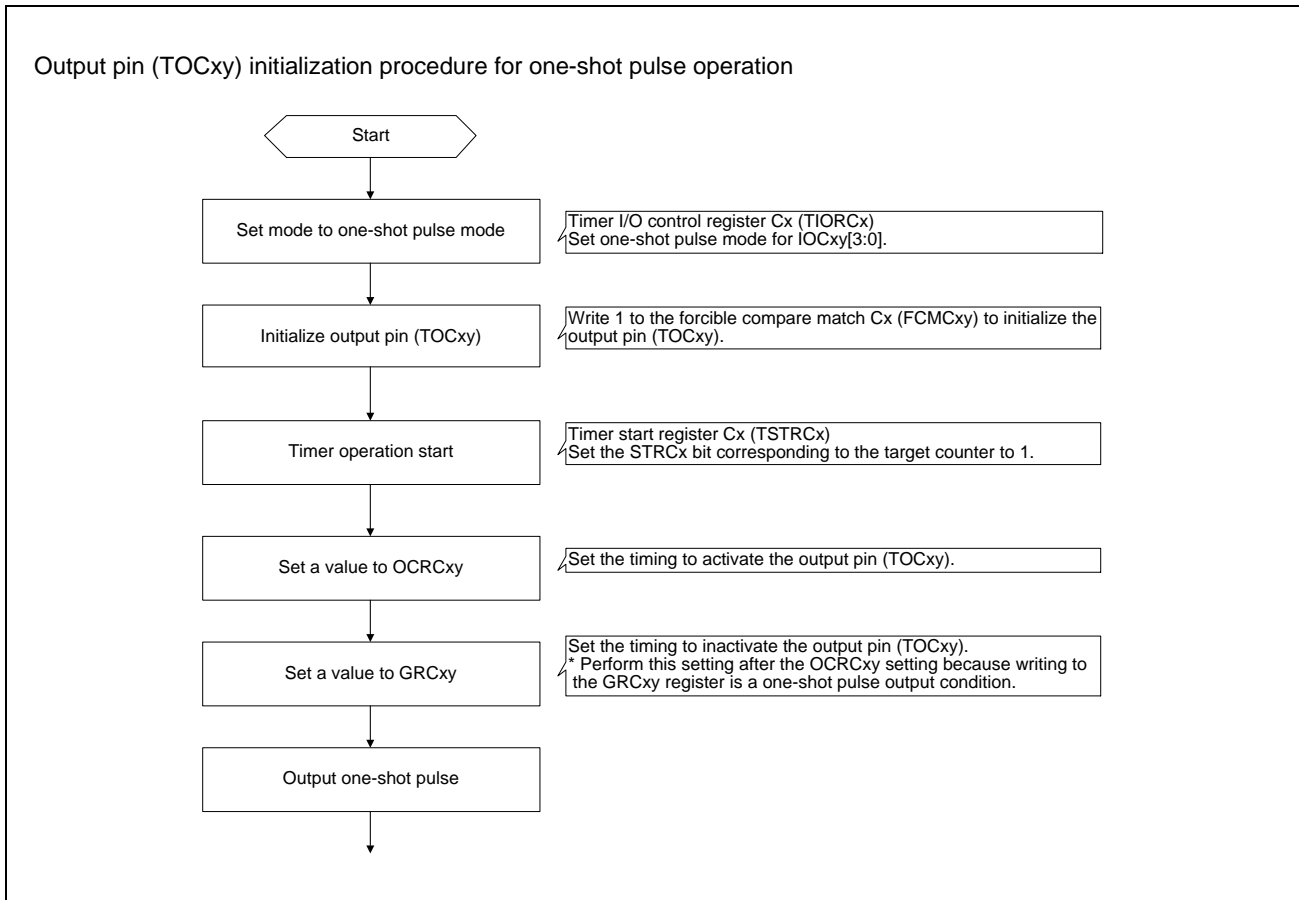 Output pin (TOCxy) initialization procedure for one-shot pulse operation
Start
Set mode to one-shot pulse mode
Timer I/O control register Cx (TIORCx)
Set one-shot pulse mode for IOCxy[3:0].
Initialize output pin (TOCxy)
Write 1 to the forcible compare match Cx (FCMCxy) to initialize the
output pin (TOCxy).
Timer operation start
Timer start register Cx (TSTRCx)
Set the STRCx bit corresponding to the target counter to 1.
Set a value to OCRCxy
Set the timing to activate the output pin (TOCxy).
Set a value to GRCxy
Set the timing to inactivate the output pin (TOCxy).
* Perform this setting after the OCRCxy setting because writing to
the GRCxy register is a one-shot pulse output condition.
Output one-shot pulse